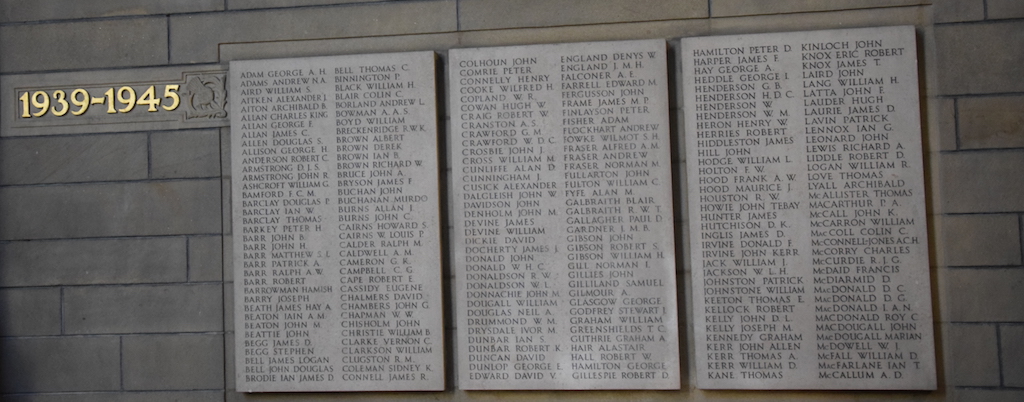 1939-1945
ADAM GEORGE A. H.
ADAMS ANDREW N.A.
AIRD WILLIAM S.
AITKEN ALEXANDER J.
AITON ARCHIBALD B.
ALLAN CHARLES KING
ALLAN GEORGE F.
ALLAN JAMES C.
ALLEN DOUGLAS S.
ALLISON GEORGE H.
ANDERSON ROBERT C.
ARMSTRONG D. J. S.
ARMSTRONG JOHN R.
ASHCROFT WILLIAM G.
BAMFORD F. C. M.
BARCLAY DOUGLAS P.
BARCLAY IAN W.
BARCLAY THOMAS
BARKEY PETER H.
BARR JOHN B.
BARR JOHN H.
BARR MATTHEW S. L.
BARR PATRICK A.
BARR RALPH A.W.
BARR ROBERT
BARROWMAN HAMISH
BARRY JOSEPH
BEATH JAMES HAY A.
BEATON IAIN A.M.
BEATON JOHN M.
BEATTIE JOHN
BEGG JAMES D.
BEGG STEPHEN
BELL JAMES LOGAN
BELL JOHN DOUGLAS
BRODIE IAN JAMES D.
BELL THOMAS C.
BINNINGTON P.
BLACK WILLIAM H.
BLAIR COLIN C.
BORLAND ANDREW L.
BOWMAN A. A. S.
BOYD WILLIAM
BRECKENRIDGE R.W.K.
BROWN ALBERT
BROWN DEREK
BROWN IAN B.
BROWN RICHARD W.
BRUCE JOHN A.
BRYSON JAMES F.
BUCHAN JOHN
BUCHANAN MURDO
BURNS ALLAN J.
BURNS JOHN C.
CAIRNS HOWARD S.
CAIRNS W. LOUIS P.
CALDER RALPH M.
CALDWELL A. M.
CAMERON G. K.
CAMPBELL C. G.
CAPE ROBERT E.
CASSIDY EUGENE
CHALMERS DAVID
CHAMBERS JOHN G.
CHAPMAN W. W.
CHISHOLM JOHN
CHRISTIE WILLIAM B.
CLARKE VERNON C.
CLARKSON WILLIAM
CLUGSTON R. M.
COLEMAN SIDNEY K.
CONNELL JAMES R.
COLHOUN JOHN
COMRIE PETER
CONNELLY HENRY
COOKE WILFRED H.
COPLAND W. R.
COWAN HUGH W.
CRAIG ROBERT W.
CRANSTON A. S.
CRAWFORD G. M.
CRAWFORD W. D. C.
CROSBIE JOHN J.
CROSS WILLIAM M.
CUNLIFFE ALAN D.
CUNNINGHAM J.
CUSICK ALEXANDER
DALGLEISH JOHN W.
DAVIDSON JOHN
DENHOLM JOHN M.
DEVINE JAMES
DEVINE WILLIAM
DICKIE DAVID
DOCHERTY JAMES J.
DONALD JOHN
DONALD W. H. C.
DONALDSON R. W.
DONALDSON W. L.
DONNACHIE JOHN M.
DOUGALL WILLIAM
DOUGLAS NEIL A.
DRUMMOND W. M.
DRYSDALE IVOR M.
DUNBAR IAN S.
DUNBAR ROBERT K.
DUNCAN DAVID
DUNLOP GEORGE E.
EDWARD DAVID V.
ENGLAND DENYS W.
ENGLAND J. M. H.
FALCONER A. E.
FARRELL EDWARD M.
FERGUSSON JOHN
FRAME JAMES M. P.
FINLAYSON PETER
FISHER ADAM
FLOCKHART ANDREW
FOWKE WILMOT S. H.
FRASER ALFRED A. M.
FRASER ANDREW
FRASER NORMAN M.
FULLARTON JOHN
FULTON WILLIAM C.
FYFE ALAN M.
GALBRAITH BLAIR
GALBRAITH R. W. T.
GALLAGHER PAUL D.
GARDNER J. M. B.
GIBSON JOHN
GIBSON ROBERT S.
GIBSON WILLIAM H.
GILL NORMAN E.
GILLIES JOHN
GILLILAND SAMUEL
GILMOUR A.
GLASGOW GEORGE
GODFREY STEWART J.
GRAHAM WILLIAM
GREENSHIELDS T. C.
GUTHRIE GRAHAM A.
HAIR ALASTAIR
HALL ROBERT W.
HAMILTON GEORGE
GILLESPIE ROBERT D.
HAMILTON PETER D.
HARPER JAMES F.
HAY GEORGE A.
HEDDLE GEORGE I.
HENDERSON G. B.
HENDERSON H. D. C.
HENDERSON W.
HENDERSON W. M.
HERON HENRY W.
HERRIES ROBERT
HIDDLESTON JAMES
HILL JOHN
HODGE WILLIAM L.
HOLTON F. W.
HOOD FRANK A. W.
HOOD MAURICE J.
HOUSTON R. W.
HOWIE JOHN TEBAY
HUNTER JAMES
HUTCHISON D. K.
INGLIS JAMES D.
IRVINE DONALD F.
IRVINE JOHN KERR
JACK WILLIAM J.
JACKSON W. L. H.
JOHNSTON PATRICK
JOHNSTONE WILLIAM
KEETON THOMAS E.
KELLOCK ROBERT
KELLY JOHN D. L.
KELLY JOSEPH M.
KENNEDY GRAHAM
KERR JOHN ALLEN
KERR THOMAS A.
KERR WILLIAM D.
KANE THOMAS
KINLOCH JOHN
KNOX ERIC ROBERT
KNOX JAMES T.
LAIRD JOHN
LANG WILLIAM H.
LATTA JOHN F.
LAUDER HUGH
LAURIE JAMES D.
LAVIN PATRICK
LENNOX IAN G.
LEONARD JOHN
LEWIS RICHARD A.
LIDDLE ROBERT D.
LOGAN WILLIAM R.
LOVE THOMAS
LYALL ARCHIBALD
McALLISTER THOMAS
MACARTHUR P. A.
McCALL JOHN K.
McCARRON WILLIAM
McCOLL COLIN C.
McCONNELL-JONES A.C.H.
McCORRY CHARLES
McCURDIE R. J. G.
McDAID FRANCIS
McDIARMID D.
MACDONALD D. C.
MACDONALD D. G.
MACDONALD I. A. N.
MACDONALD ROY C.
MACDOUGALL JOHN
MACDOUGALL MARIAN
McDOWELL W. J.
McFALL WILLIAM D.
MACFARLANE IAN T.
McCALLUM A. D.